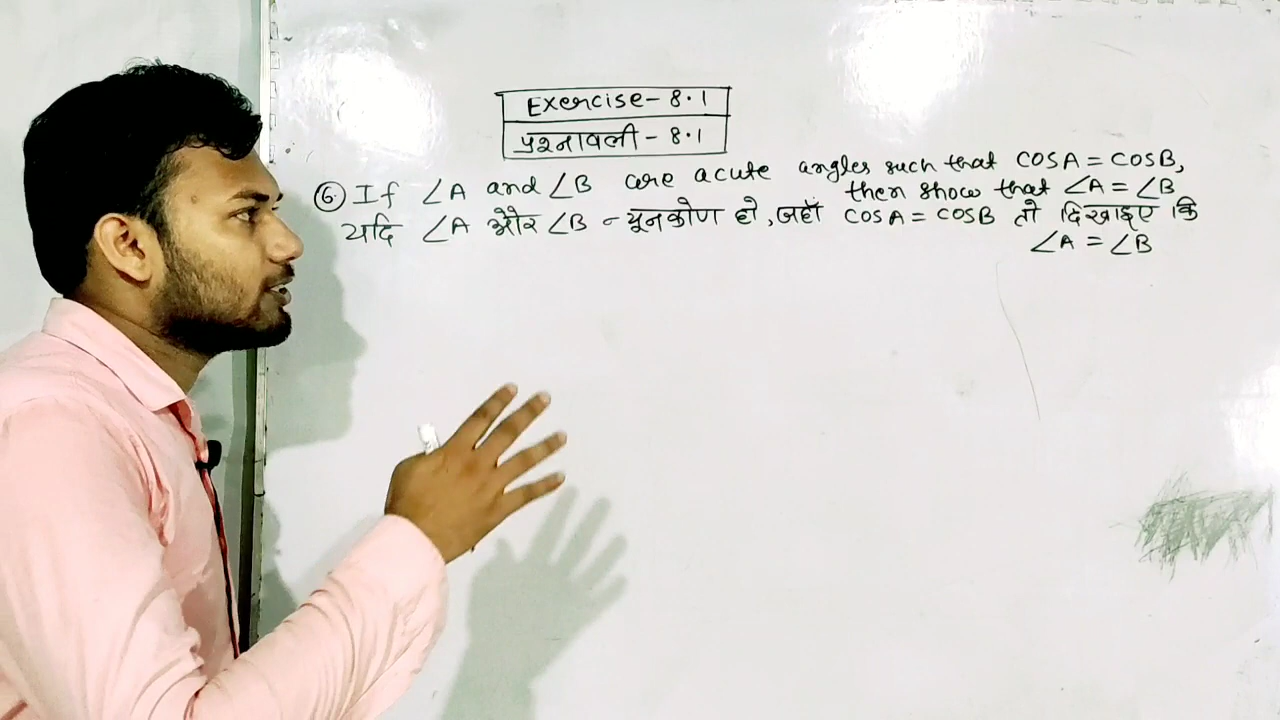 Exercise - 8.1
प्रश्नावली - 8.1
⑥ If ∠A and ∠B are acute angles such that COSA = COSB,
then show that ∠A = ∠B
यदि ∠A और ∠B न्यूनकोण हो, जहाँ COSA = COSB तो दिखाइए कि
∠A = ∠B